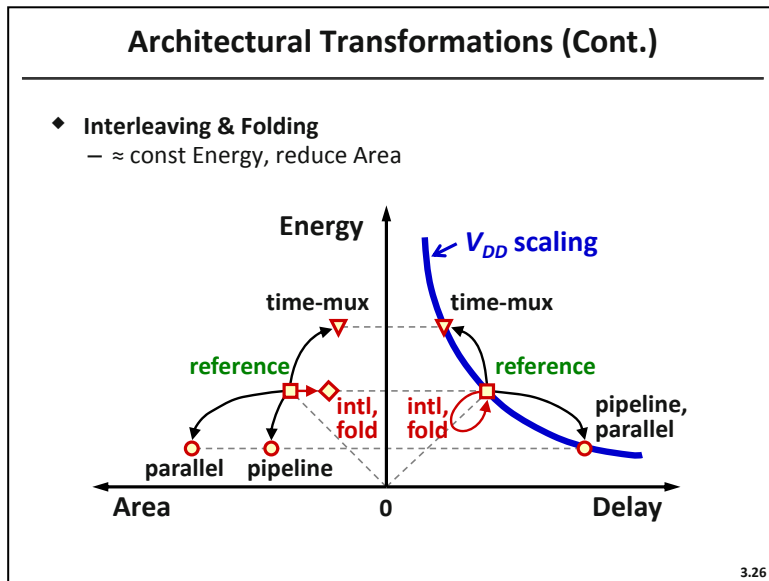 Architectural Transformations (Cont.)
◆ Interleaving & Folding
– ≈ const Energy, reduce Area
Energy
V_DD scaling
time-mux
time-mux
reference
reference
intl,
fold
intl,
fold
pipeline,
parallel
parallel
pipeline
Area
0
Delay
3.26